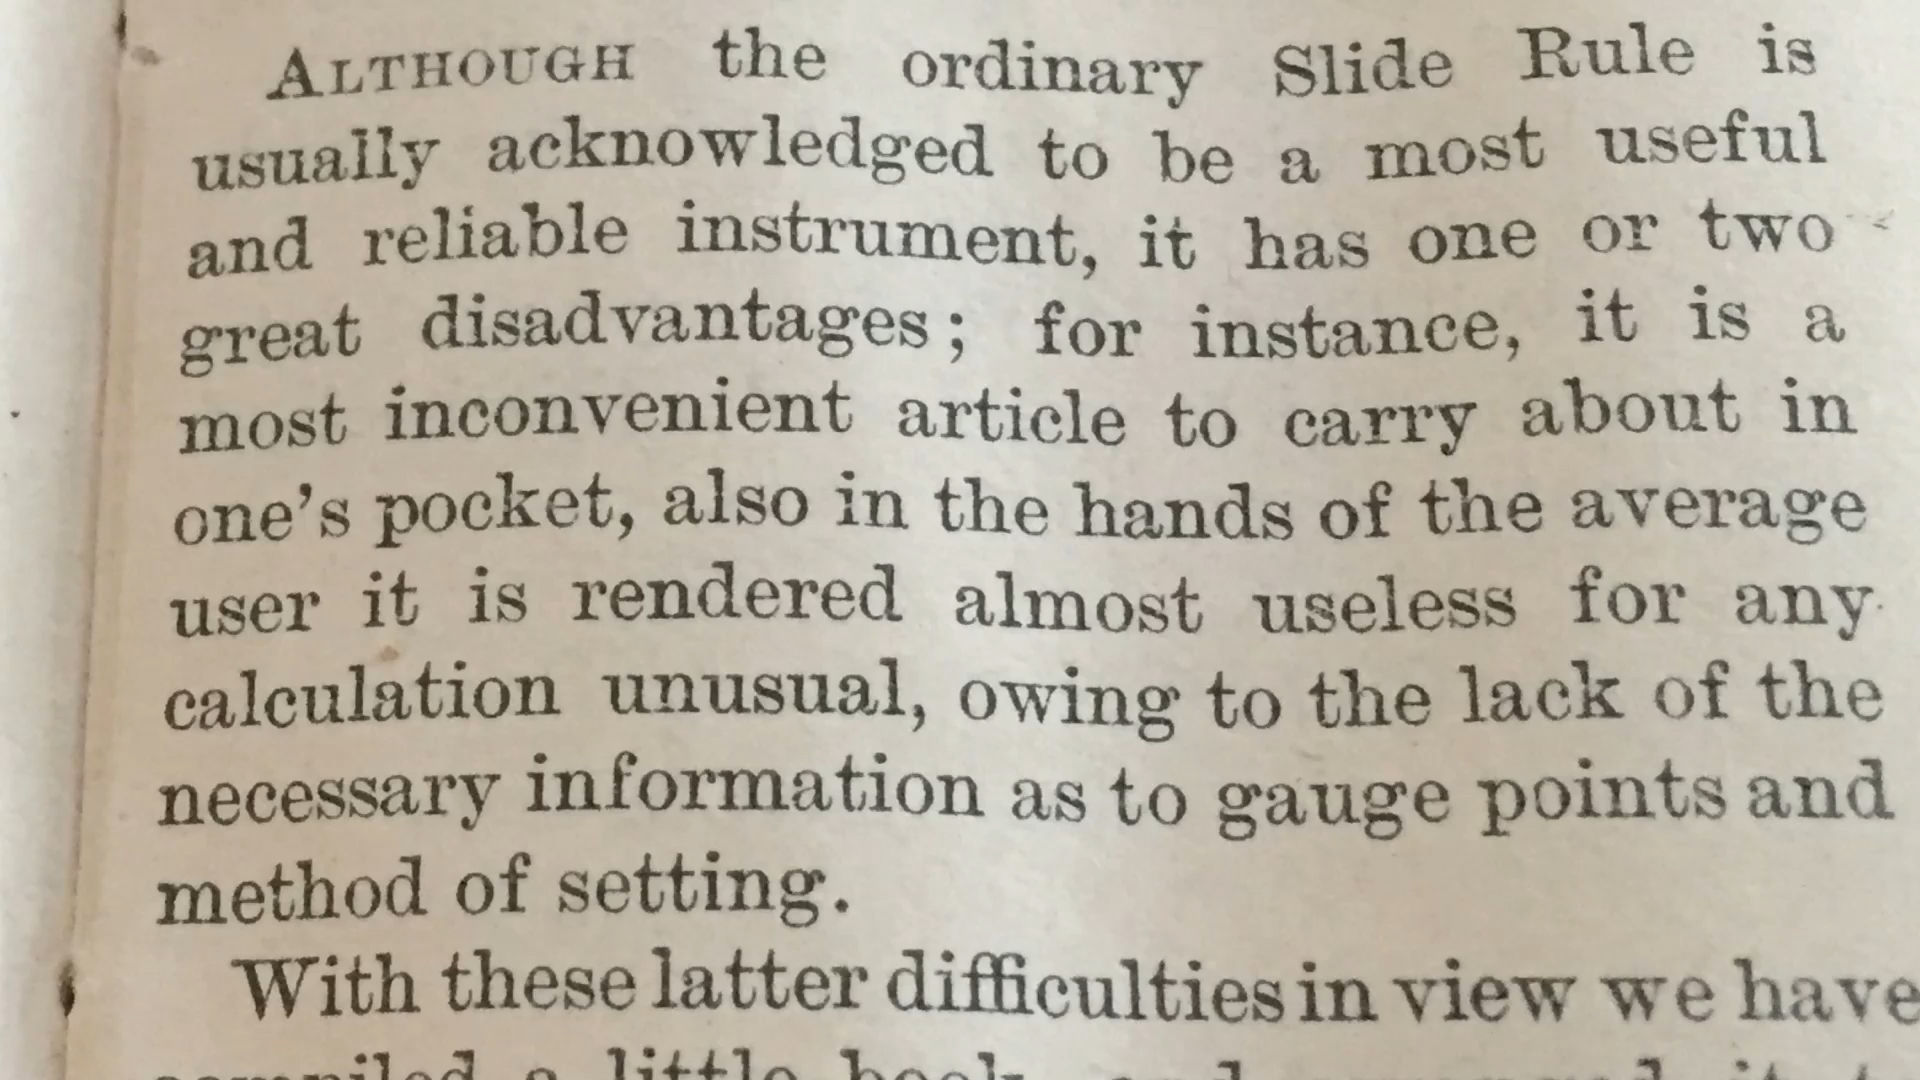 ALTHOUGH the ordinary Slide Rule is
usually acknowledged to be a most useful
and reliable instrument, it has one or two
great disadvantages; for instance, it is a
most inconvenient article to carry about in
one's pocket, also in the hands of the average
user it is rendered almost useless for any
calculation unusual, owing to the lack of the
necessary information as to gauge points and
method of setting.
With these latter difficulties in view we have
compiled a little book, and